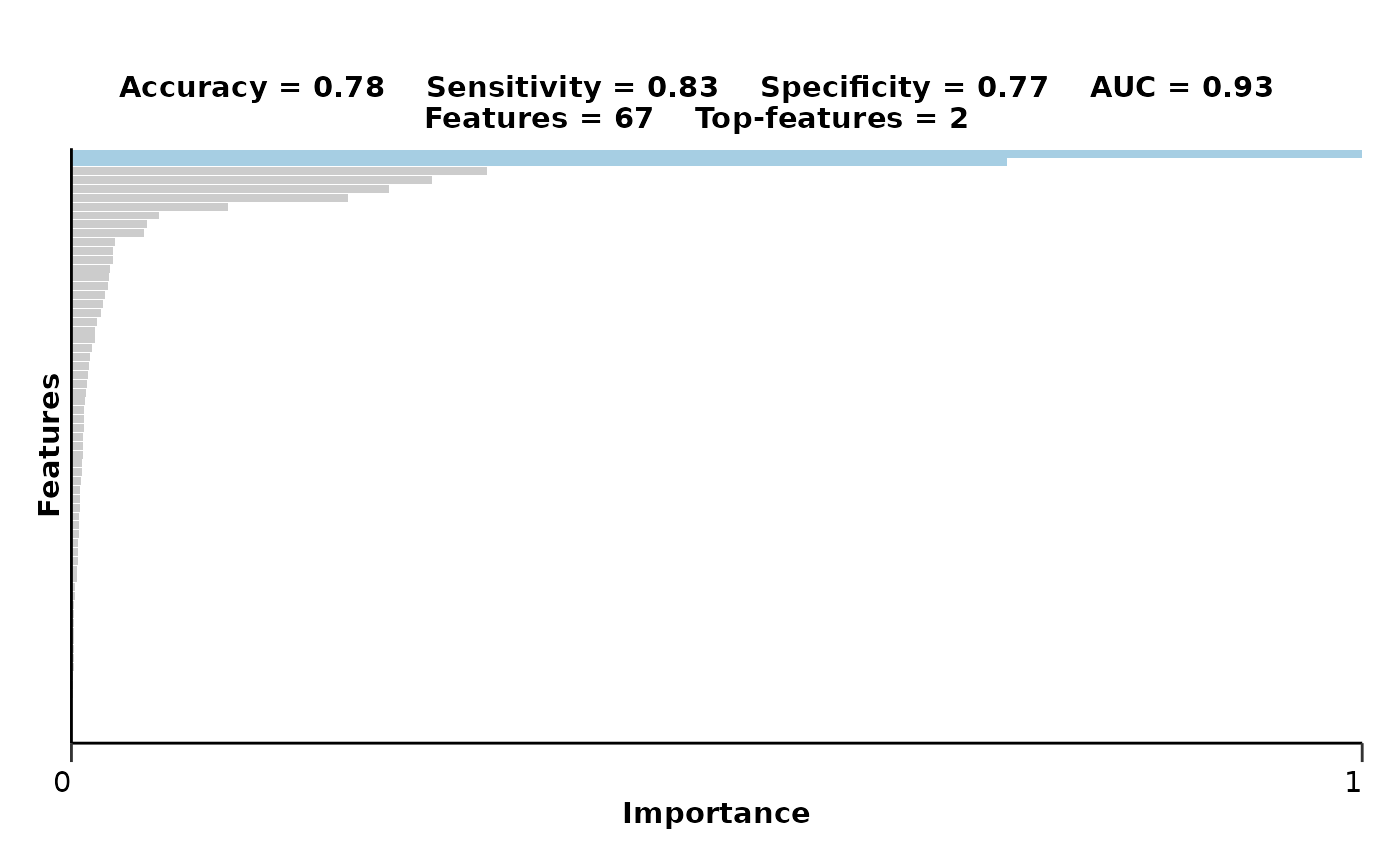 Accuracy = 0.78    Sensitivity = 0.83    Specificity = 0.77    AUC = 0.93
Features = 67    Top-features = 2
Features
0
1
Importance